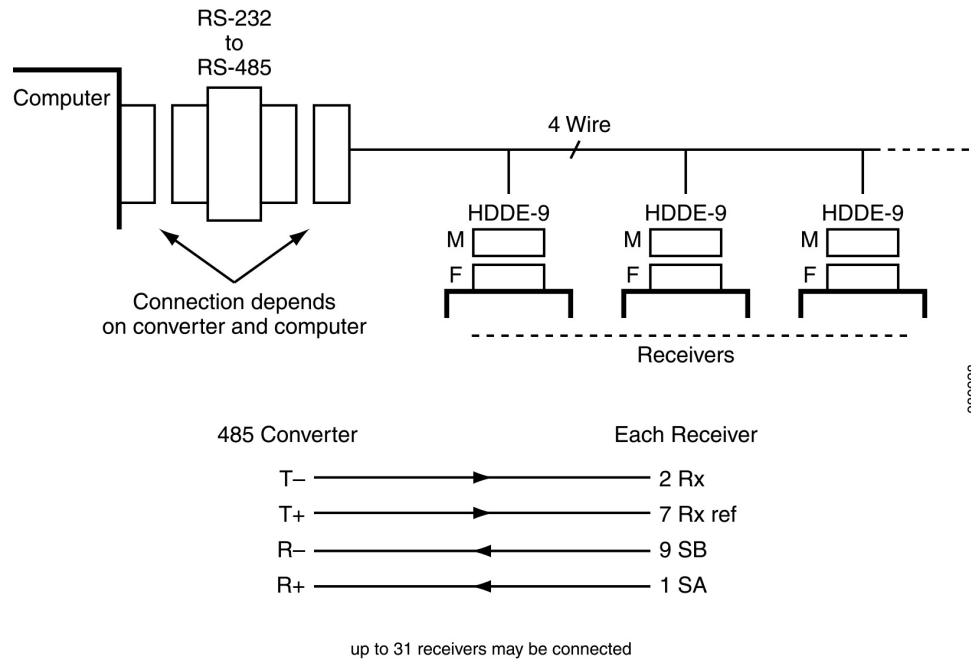 RS-232
to
RS-485
Computer
4 Wire
HDDE-9
HDDE-9
HDDE-9
M
M
M
F
F
F
Connection depends
on converter and computer
Receivers
485 Converter
Each Receiver
T–
2 Rx
T+
7 Rx ref
R–
9 SB
R+
1 SA
up to 31 receivers may be connected